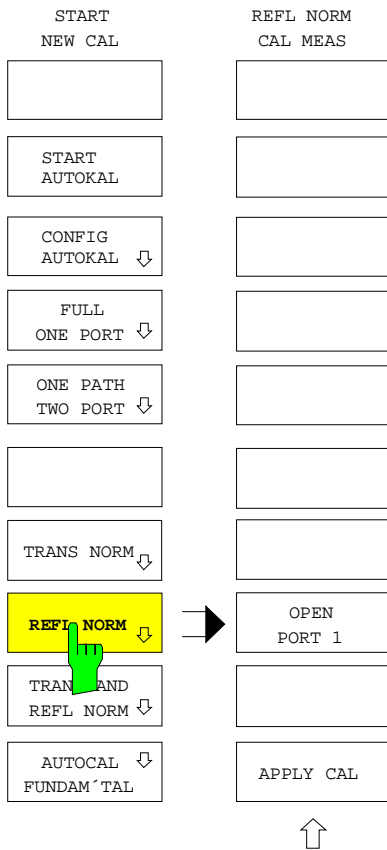 START
NEW CAL
START
AUTOKAL
CONFIG
AUTOKAL
FULL
ONE PORT
ONE PATH
TWO PORT
TRANS NORM
REFL NORM
TRANS AND
REFL NORM
AUTOCAL
FUNDAM´TAL
REFL NORM
CAL MEAS
OPEN
PORT 1
APPLY CAL